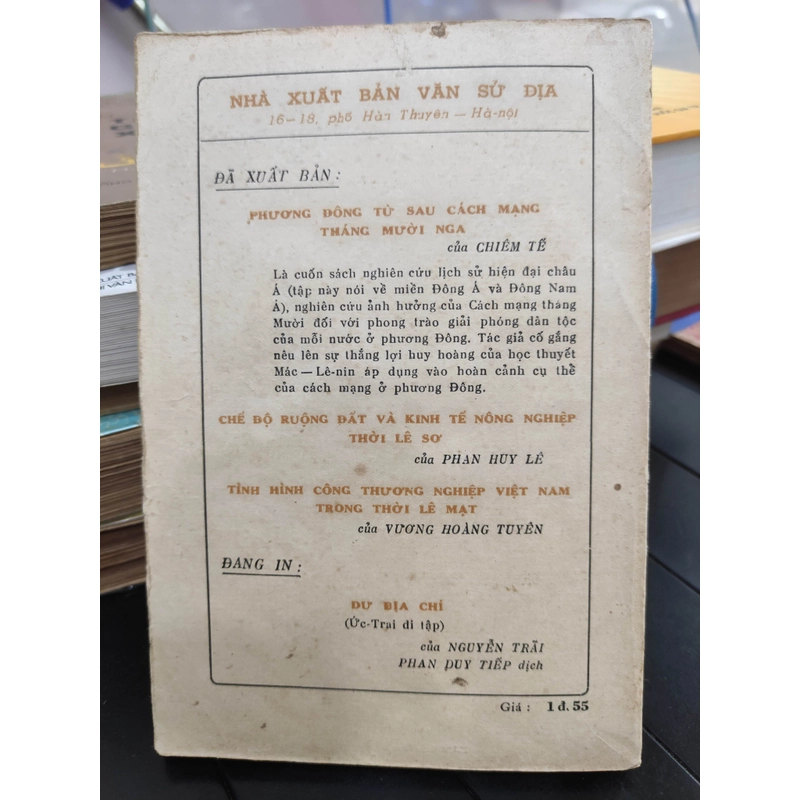 NHÀ XUẤT BẢN VĂN SỬ ĐỊA
16-18, phố Hàn Thuyên — Hà-nội
ĐÃ XUẤT BẢN:
PHƯƠNG ĐÔNG TỪ SAU CÁCH MẠNG
THÁNG MƯỜI NGA
của CHIÊM TẾ
Là cuốn sách nghiên cứu lịch sử hiện đại châu
Á (tập này nói về miền Đông Á và Đông Nam
Á), nghiên cứu ảnh hưởng của Cách mạng tháng
Mười đối với phong trào giải phóng dân tộc
của mỗi nước ở phương Đông. Tác giả cố gắng
nêu lên sự thắng lợi huy hoàng của học thuyết
Mác — Lê-nin áp dụng vào hoàn cảnh cụ thể
của cách mạng ở phương Đông.
CHẾ ĐỘ RUỘNG ĐẤT VÀ KINH TẾ NÔNG NGHIỆP
THỜI LÊ SƠ
của PHAN HUY LÊ
TÌNH HÌNH CÔNG THƯƠNG NGHIỆP VIỆT NAM
TRONG THỜI LÊ MẠT
của VƯƠNG HOÀNG TUYÊN
ĐANG IN:
DƯ ĐỊA CHÍ
(Ức-Trai di tập)
của NGUYỄN TRÃI
PHAN DUY TIẾP dịch
Giá: 1 đ. 55